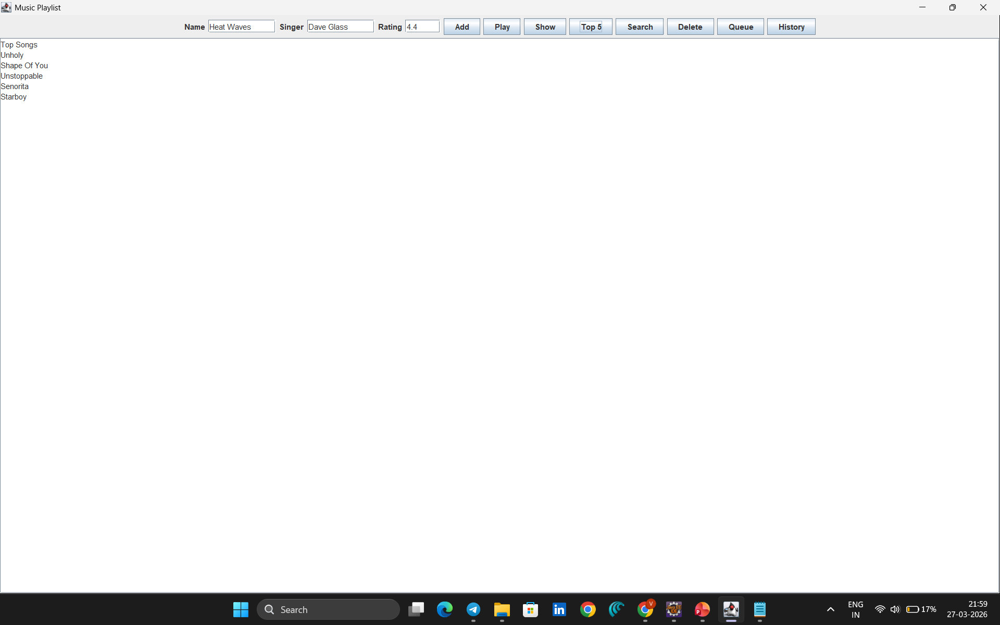 Music Playlist
Name Heat Waves Singer Dave Glass Rating 4.4 Add Play Show Top 5 Search Delete Queue History
Top Songs
Unholy
Shape Of You
Unstoppable
Senorita
Starboy
Search
ENG
IN
17%
21:59
27-03-2026